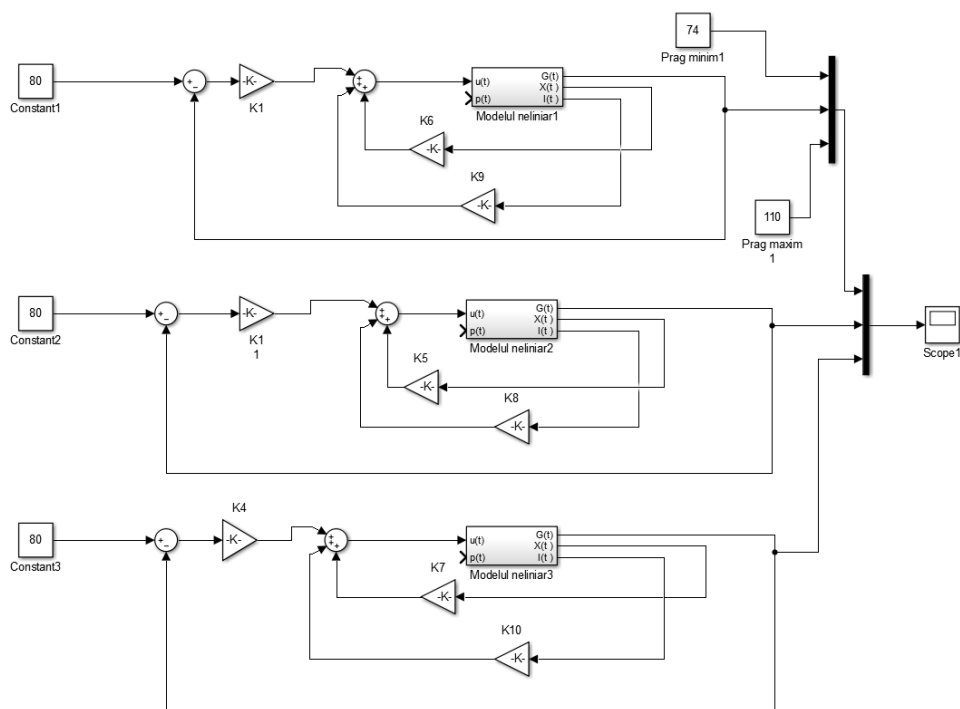 74
Prag minim1
80
Constant1
-K-
K1
u(t)
p(t)
G(t)
X(t)
I(t)
Modelul neliniar1
K6
-K-
K9
-K-
110
Prag maxim
1
80
Constant2
-K-
K1
1
u(t)
p(t)
G(t)
X(t)
I(t)
Modelul neliniar2
K5
-K-
K8
-K-
Scope1
80
Constant3
K4
-K-
u(t)
p(t)
G(t)
X(t)
I(t)
Modelul neliniar3
K7
-K-
K10
-K-